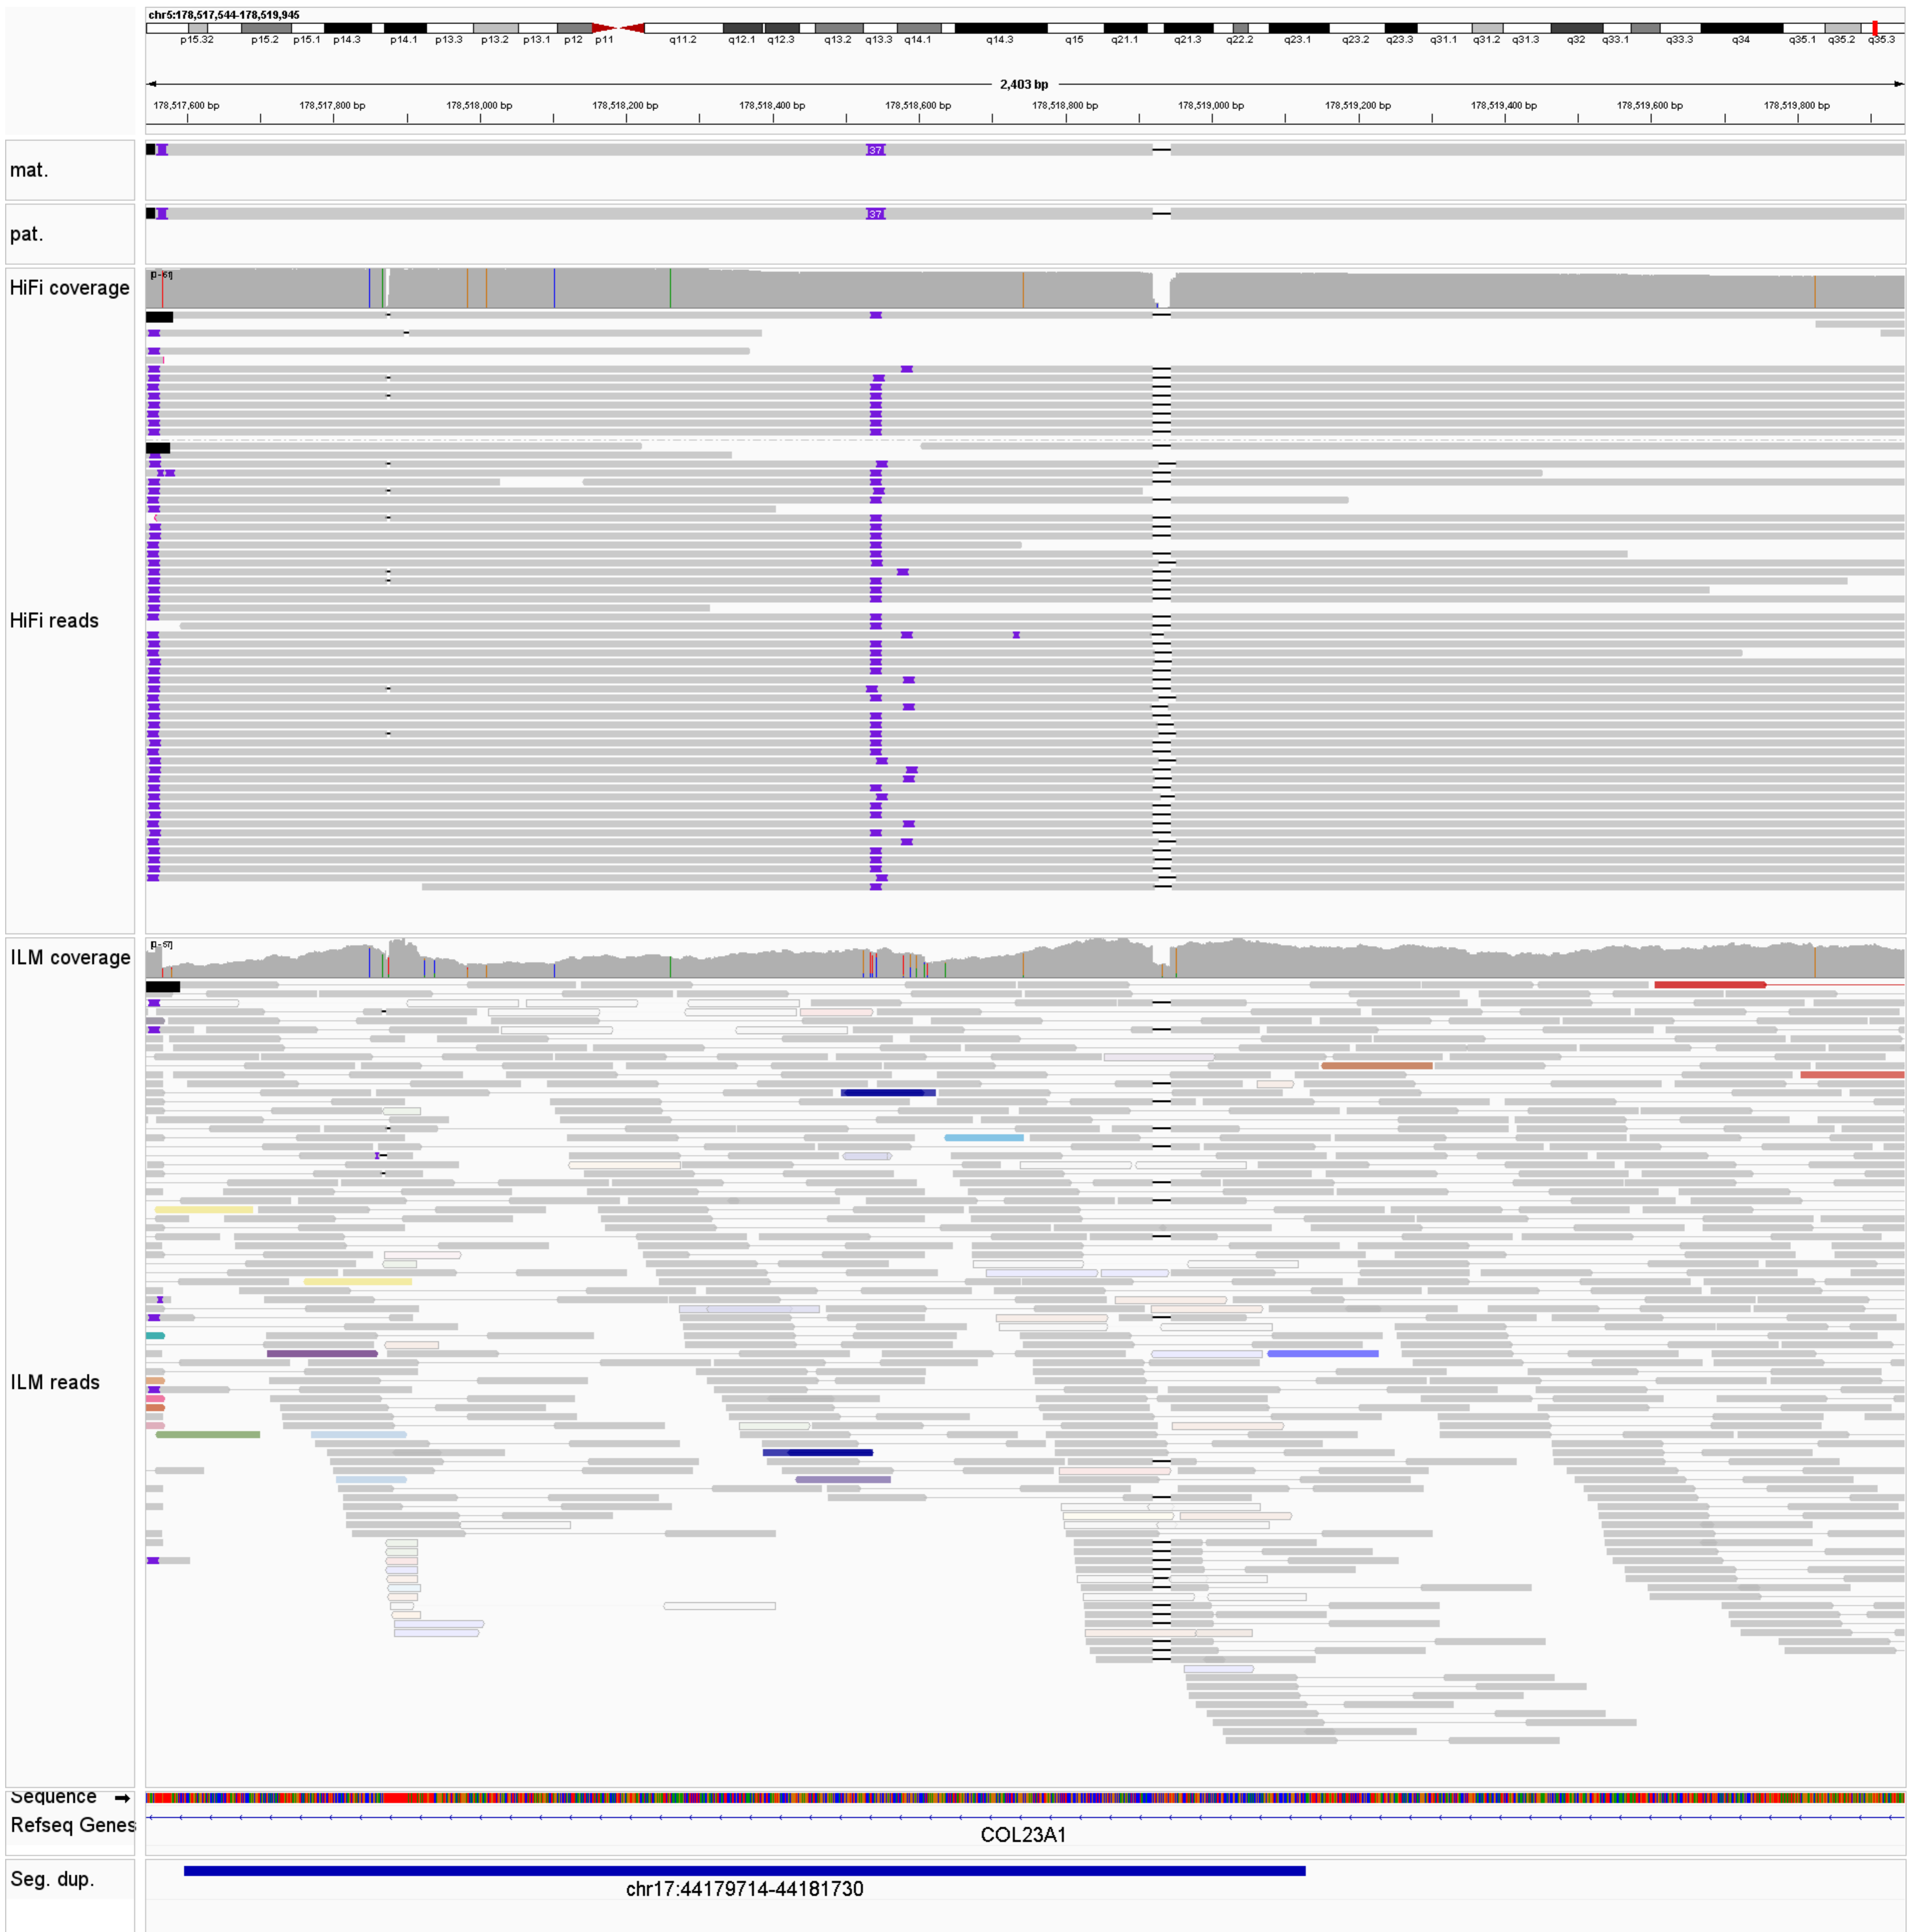 chr5:178,517,544-178,519,945
p15.32 p15.2 p15.1 p14.3 p14.1 p13.3 p13.2 p13.1 p12 p11 q11.2 q12.1 q12.3 q13.2 q13.3 q14.1 q14.3 q15 q21.1 q21.3 q22.2 q23.1 q23.2 q23.3 q31.1 q31.2 q31.3 q32 q33.1 q33.3 q34 q35.1 q35.2 q35.3
2,403 bp
178,517,600 bp 178,517,800 bp 178,518,000 bp 178,518,200 bp 178,518,400 bp 178,518,600 bp 178,518,800 bp 178,519,000 bp 178,519,200 bp 178,519,400 bp 178,519,600 bp 178,519,800 bp
mat.
37
pat.
37
HiFi coverage
HiFi reads
ILM coverage
ILM reads
Sequence
Refseq Genes
COL23A1
Seg. dup.
chr17:44179714-44181730